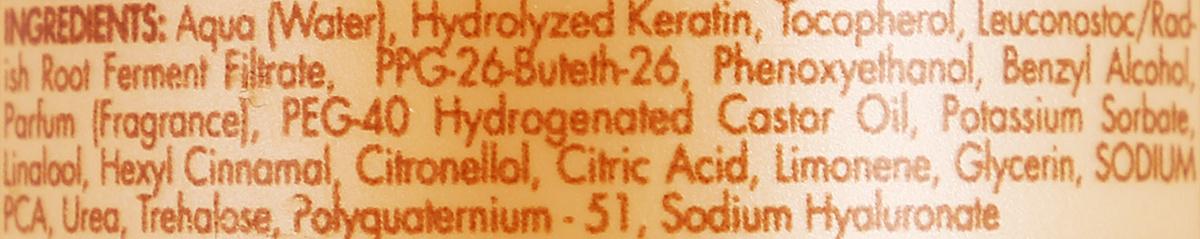 INGREDIENTS: Aqua (Water), Hydrolyzed Keratin, Tocopherol, Leuconostoc/Rad-
ish Root Ferment Filtrate, PPG-26-Buteth-26, Phenoxyethanol, Benzyl Alcohol,
Parfum (Fragrance), PEG-40 Hydrogenated Castor Oil, Potassium Sorbate,
Linalool, Hexyl Cinnamal, Citronellol, Citric Acid, Limonene, Glycerin, SODIUM
PCA, Urea, Trehalose, Polyquaternium - 51, Sodium Hyaluronate